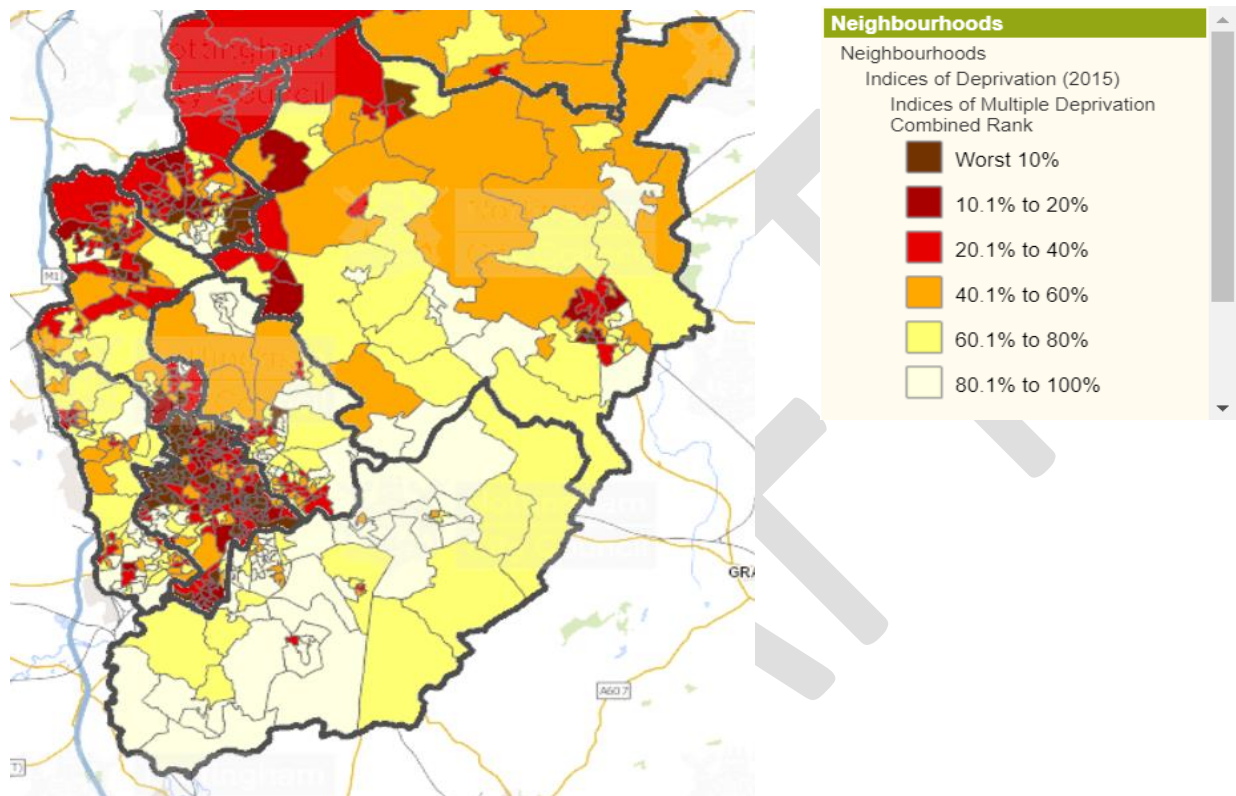 Neighbourhoods
Neighbourhoods
Indices of Deprivation (2015)
Indices of Multiple Deprivation
Combined Rank
Worst 10%
10.1% to 20%
20.1% to 40%
40.1% to 60%
60.1% to 80%
80.1% to 100%
M1
GRA
A607